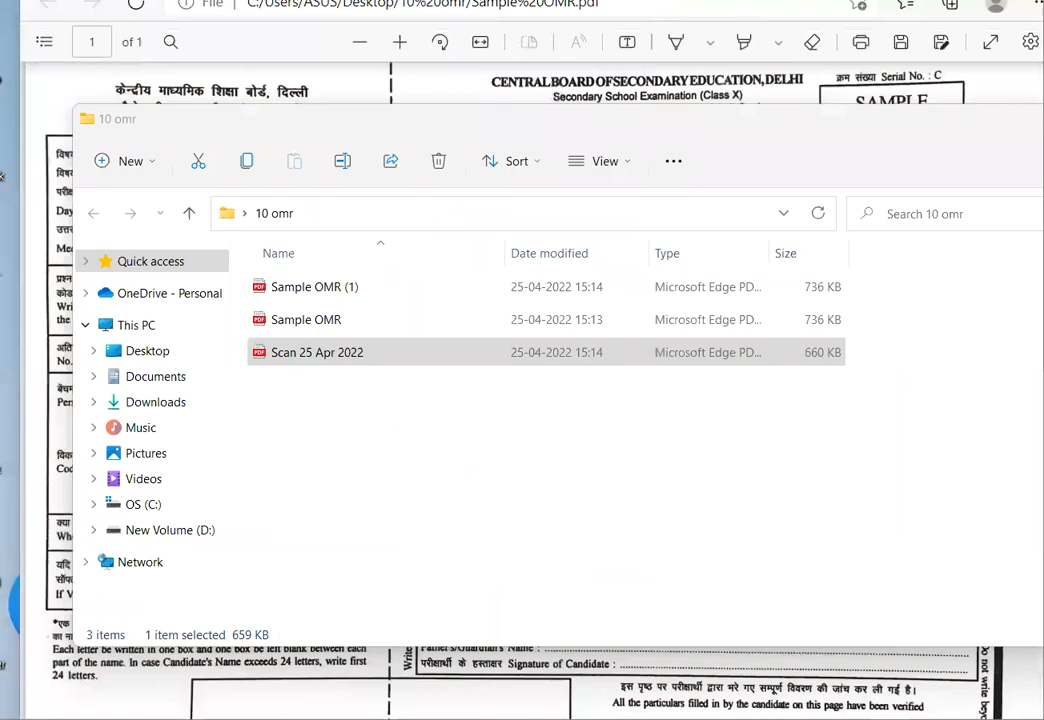 File C:/Users/ASUS/Desktop/10%20omr/Sample%20OMR.pdf
1 of 1
केन्द्रीय माध्यमिक शिक्षा बोर्ड, दिल्ली
CENTRAL BOARD OF SECONDARY EDUCATION, DELHI
Secondary School Examination (Class X)
क्रम संख्या Serial No. : C
SAMPLE
10 omr
New
Sort
View
10 omr
Search 10 omr
Name Date modified Type Size
Quick access
OneDrive - Personal
This PC
Desktop
Documents
Downloads
Music
Pictures
Videos
OS (C:)
New Volume (D:)
Network
Sample OMR (1) 25-04-2022 15:14 Microsoft Edge PD... 736 KB
Sample OMR 25-04-2022 15:13 Microsoft Edge PD... 736 KB
Scan 25 Apr 2022 25-04-2022 15:14 Microsoft Edge PD... 660 KB
3 items 1 item selected 659 KB
Each letter be written in one box and one box be left blank between each
part of the name. In case Candidate's Name exceeds 24 letters, write first
24 letters.
Write
Father's/Guardian's Name :
परीक्षार्थी के हस्ताक्षर Signature of Candidate :
इस पृष्ठ पर परीक्षार्थी द्वारा भरे गए सम्पूर्ण विवरण की जांच कर ली गई है।
All the particulars filled in by the candidate on this page have been verified